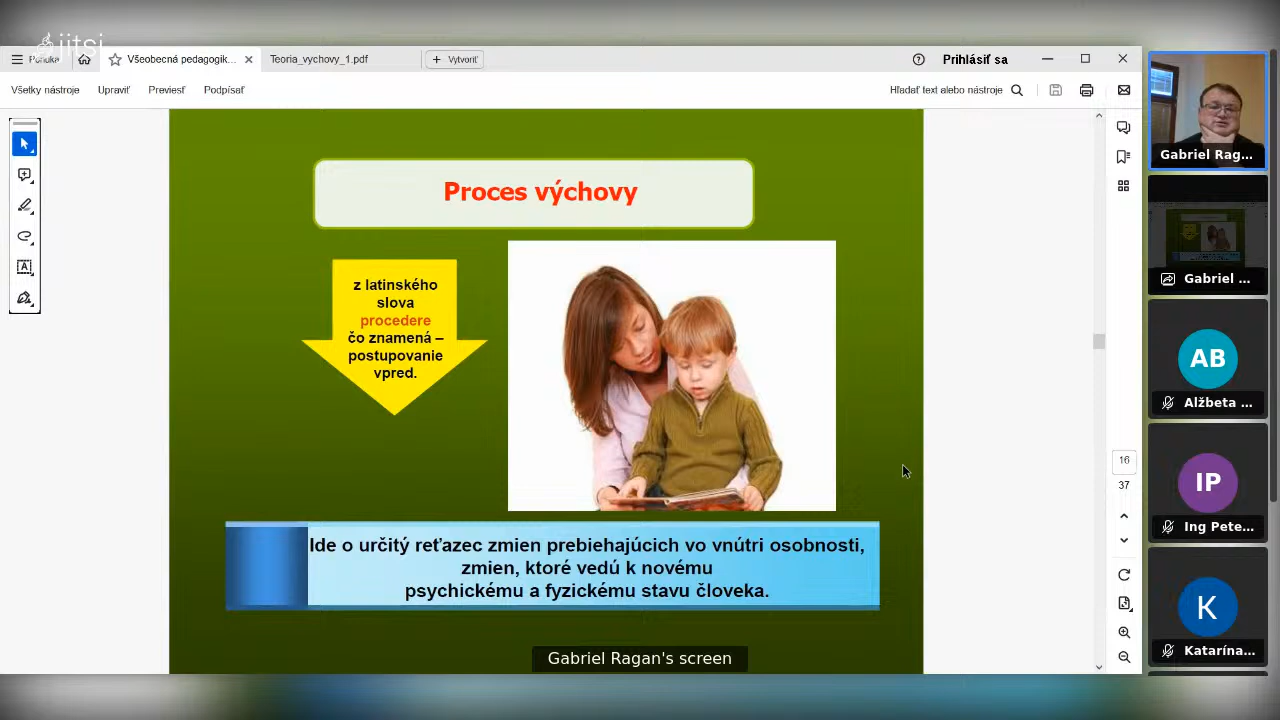 jitsi
Ponuka
Všeobecná pedagogik...
Teoria_vychovy_1.pdf
Vytvoriť
Prihlásiť sa
Všetky nástroje
Upraviť
Previesť
Podpísať
Hľadať text alebo nástroje
Proces výchovy
z latinského
slova
procedere
čo znamená –
postupovanie
vpred.
Ide o určitý reťazec zmien prebiehajúcich vo vnútri osobnosti,
zmien, ktoré vedú k novému
psychickému a fyzickému stavu človeka.
Gabriel Ragan's screen
16
37
Gabriel Rag...
Gabriel ...
AB
Alžbeta ...
IP
Ing Pete...
K
Katarína...